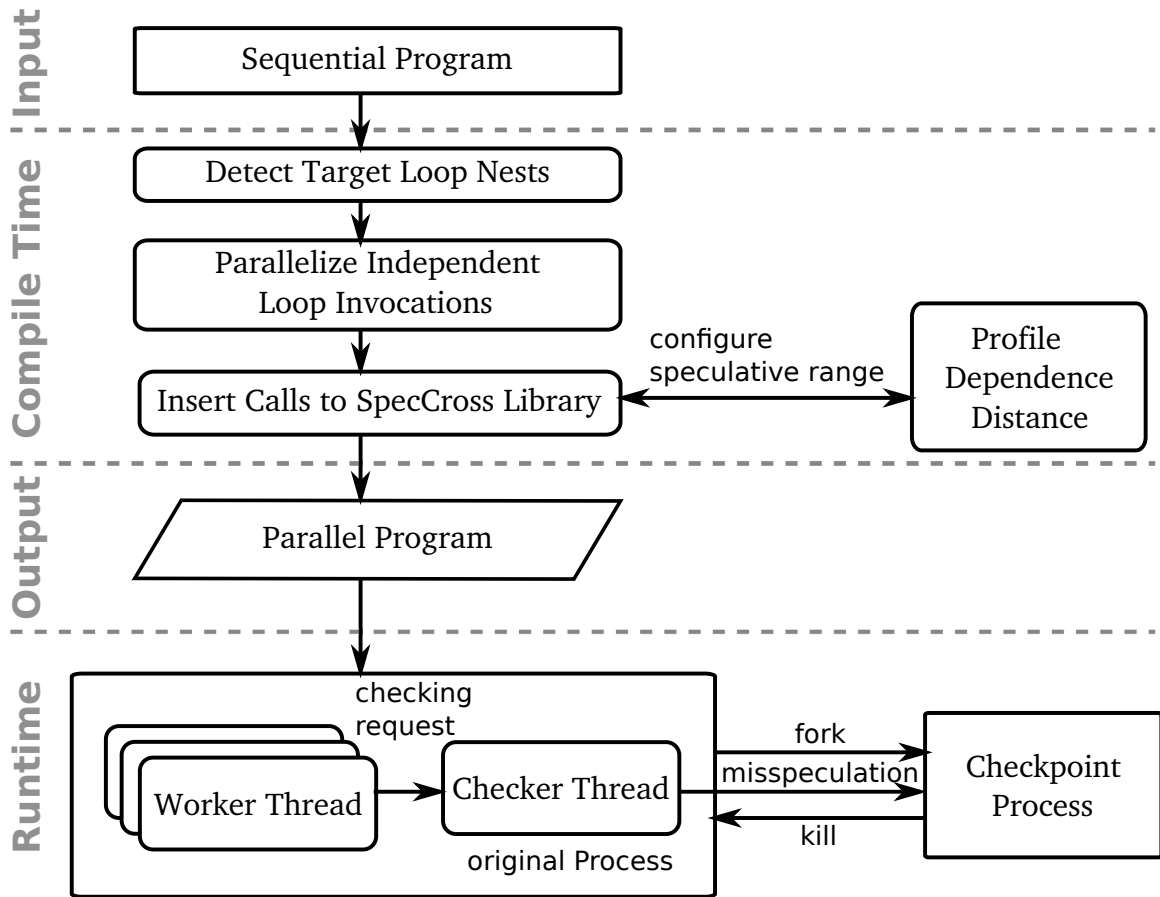 Input
Sequential Program
Compile Time
Detect Target Loop Nests
Parallelize Independent
Loop Invocations
Insert Calls to SpecCross Library
configure
speculative range
Profile
Dependence
Distance
Output
Parallel Program
Runtime
checking
request
Worker Thread
Checker Thread
original Process
fork
misspeculation
kill
Checkpoint
Process